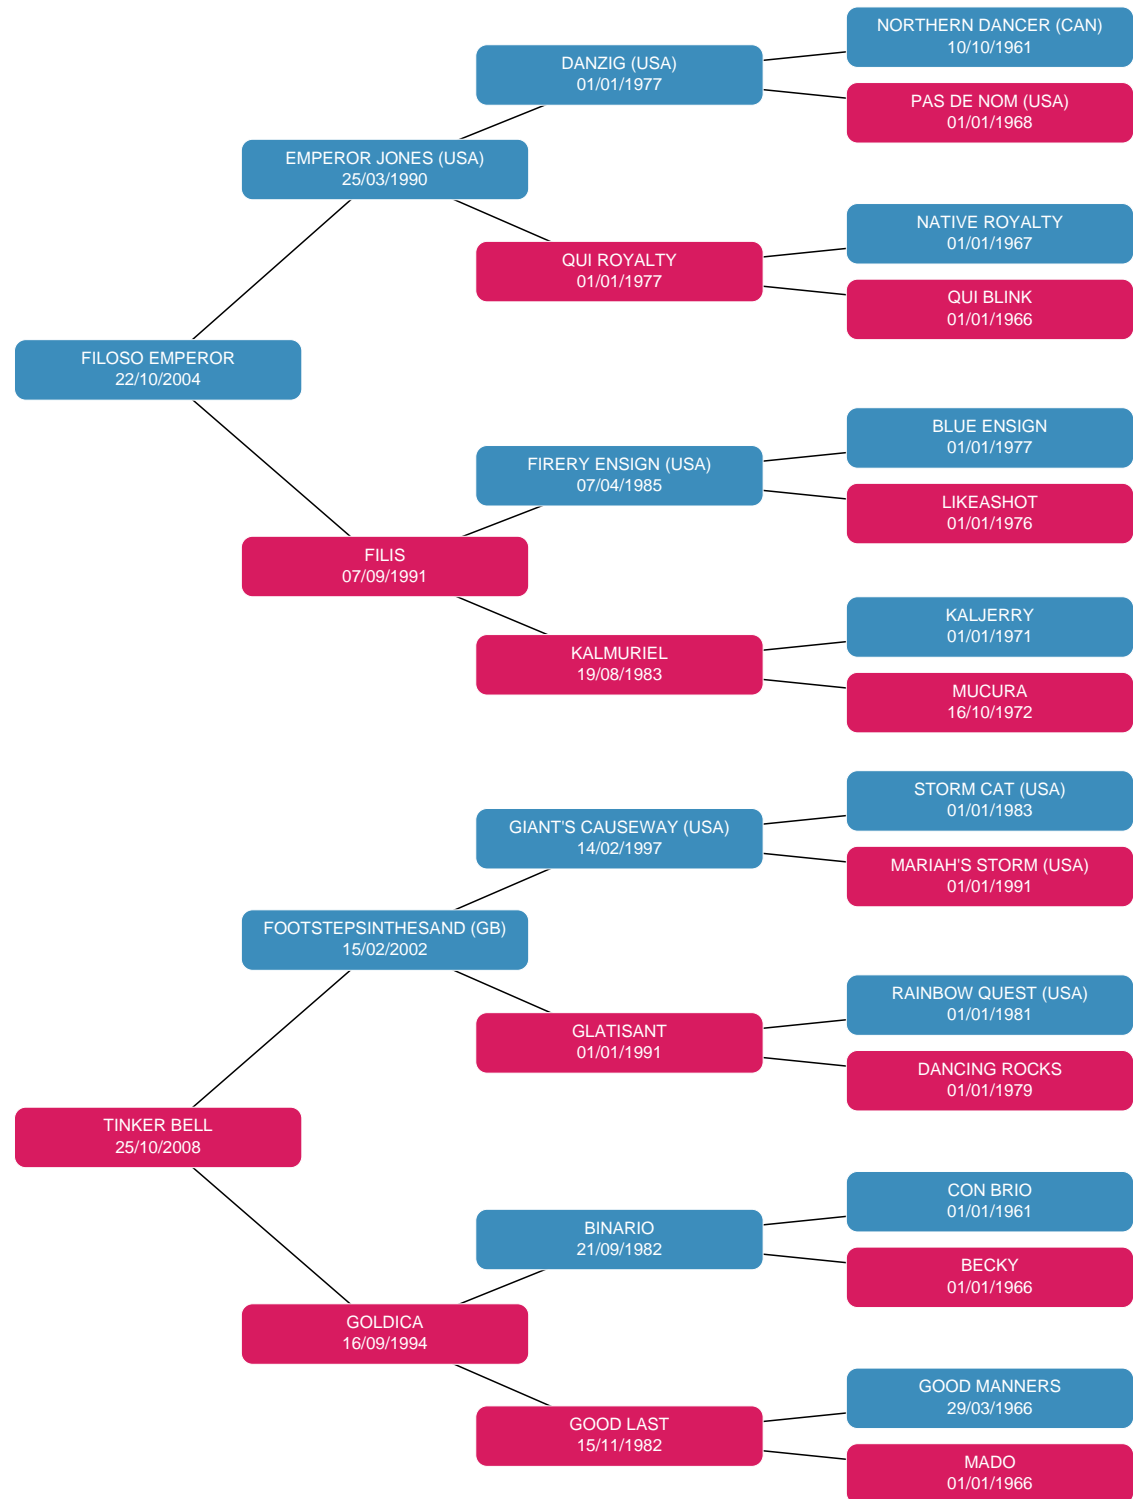 NORTHERN DANCER (CAN)
10/10/1961
DANZIG (USA)
01/01/1977
PAS DE NOM (USA)
01/01/1968
EMPEROR JONES (USA)
25/03/1990
NATIVE ROYALTY
01/01/1967
QUI ROYALTY
01/01/1977
QUI BLINK
01/01/1966
FILOSO EMPEROR
22/10/2004
BLUE ENSIGN
01/01/1977
FIRERY ENSIGN (USA)
07/04/1985
LIKEASHOT
01/01/1976
FILIS
07/09/1991
KALJERRY
01/01/1971
KALMURIEL
19/08/1983
MUCURA
16/10/1972
STORM CAT (USA)
01/01/1983
GIANT'S CAUSEWAY (USA)
14/02/1997
MARIAH'S STORM (USA)
01/01/1991
FOOTSTEPSINTHESAND (GB)
15/02/2002
RAINBOW QUEST (USA)
01/01/1981
GLATISANT
01/01/1991
DANCING ROCKS
01/01/1979
TINKER BELL
25/10/2008
CON BRIO
01/01/1961
BINARIO
21/09/1982
BECKY
01/01/1966
GOLDICA
16/09/1994
GOOD MANNERS
29/03/1966
GOOD LAST
15/11/1982
MADO
01/01/1966